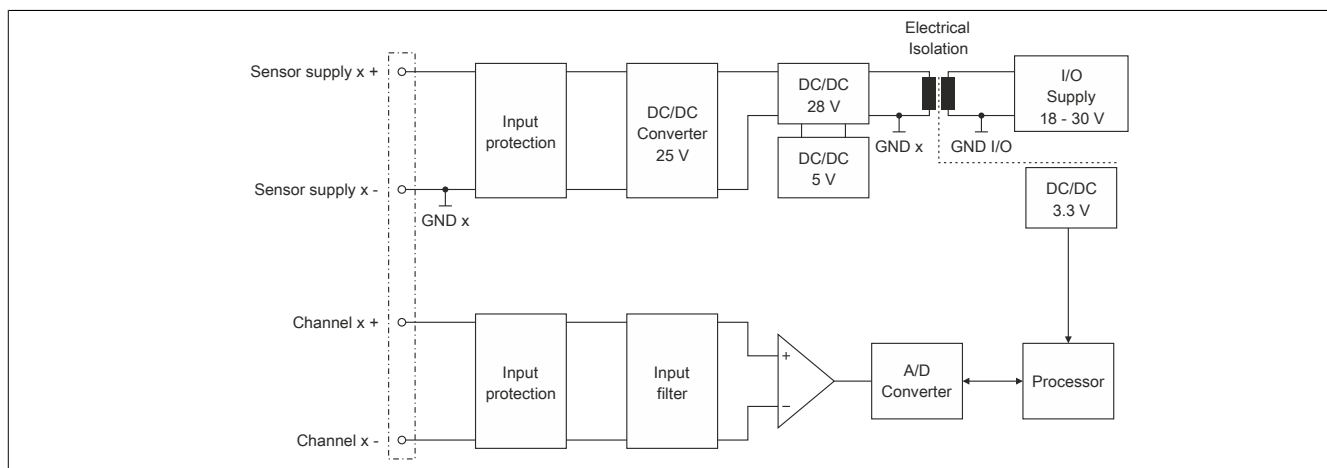 Electrical
Isolation
Sensor supply x +
Input
protection
DC/DC
Converter
25 V
DC/DC
28 V
I/O
Supply
18 - 30 V
GND x
GND I/O
DC/DC
5 V
Sensor supply x -
GND x
DC/DC
3.3 V
Channel x +
Input
protection
Input
filter
+
−
A/D
Converter
Processor
Channel x -